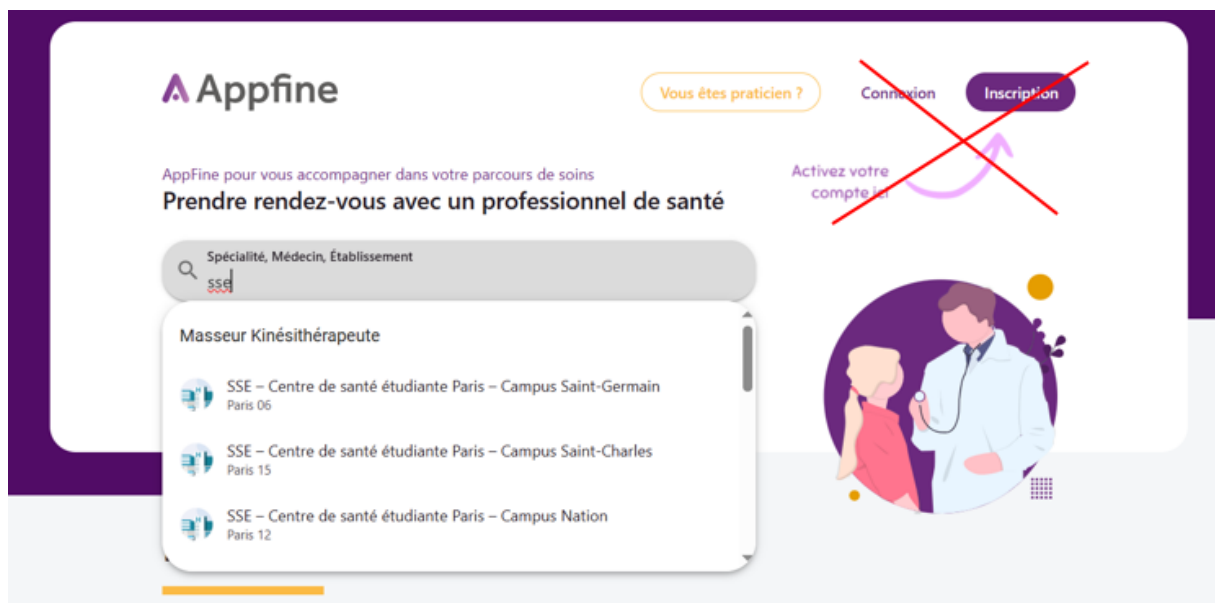 Appfine
Vous êtes praticien ?
Connexion
Inscription
AppFine pour vous accompagner dans votre parcours de soins
Prendre rendez-vous avec un professionnel de santé
Activez votre
compte ici
Spécialité, Médecin, Établissement
sse
Masseur Kinésithérapeute
SSE – Centre de santé étudiante Paris – Campus Saint-Germain
Paris 06
SSE – Centre de santé étudiante Paris – Campus Saint-Charles
Paris 15
SSE – Centre de santé étudiante Paris – Campus Nation
Paris 12